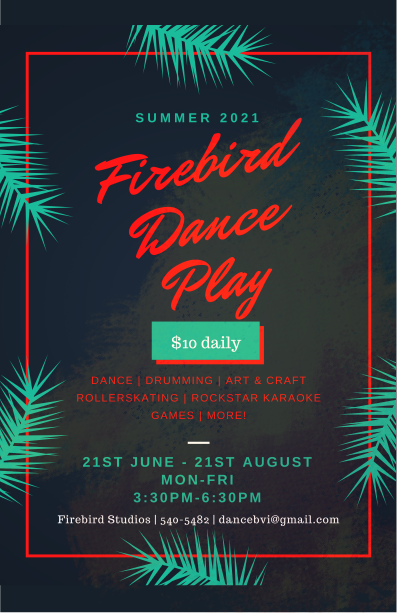 SUMMER 2021
Firebird
Dance
Play
$10 daily
DANCE | DRUMMING | ART & CRAFT
ROLLERSKATING | ROCKSTAR KARAOKE
GAMES | MORE!
21ST JUNE - 21ST AUGUST
MON-FRI
3:30PM-6:30PM
Firebird Studios | 540-5482 | dancebvi@gmail.com